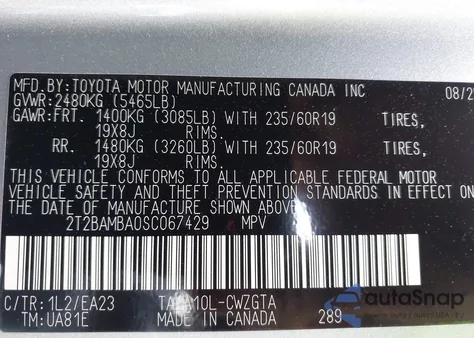 MFD.BY:TOYOTA MOTOR MANUFACTURING CANADA INC 08/2
GVWR:2480KG (5465LB)
GAWR:FRT. 1400KG (3085LB) WITH 235/60R19 TIRES,
19X8J RIMS.
RR. 1480KG (3260LB) WITH 235/60R19 TIRES,
19X8J RIMS.
THIS VEHICLE CONFORMS TO ALL APPLICABLE FEDERAL MOTOR
VEHICLE SAFETY AND THEFT PREVENTION STANDARDS IN EFFECT ON
THE DATE OF MANUFACTURE SHOWN ABOVE.
2T2BAMBA0SC067429 MPV
C/TR:1L2/EA23
TM:UA81E MADE IN CANADA 289
autoSnap